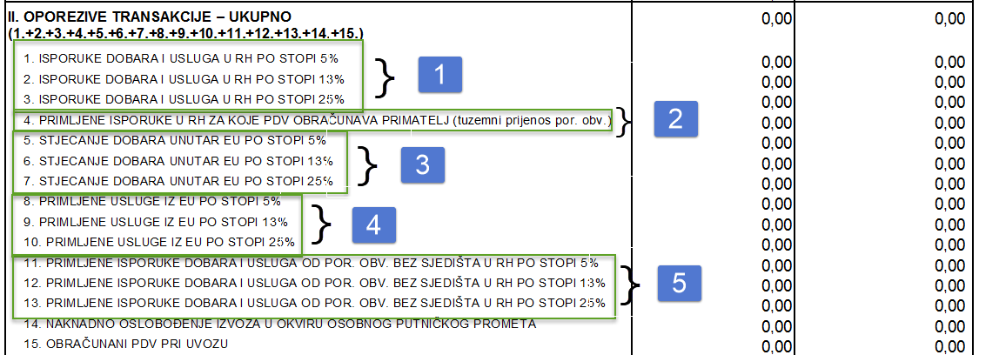 II. OPOREZIVE TRANSAKCIJE – UKUPNO 0,00 0,00
(1.+2.+3.+4.+5.+6.+7.+8.+9.+10.+11.+12.+13.+14.+15.)
1. ISPORUKE DOBARA I USLUGA U RH PO STOPI 5% 0,00 0,00
2. ISPORUKE DOBARA I USLUGA U RH PO STOPI 13% 0,00 0,00
3. ISPORUKE DOBARA I USLUGA U RH PO STOPI 25% 0,00 0,00
1
4. PRIMLJENE ISPORUKE U RH ZA KOJE PDV OBRAČUNAVA PRIMATELJ (tuzemni prijenos por. obv.) 0,00 0,00
2
5. STJECANJE DOBARA UNUTAR EU PO STOPI 5% 0,00 0,00
6. STJECANJE DOBARA UNUTAR EU PO STOPI 13% 0,00 0,00
7. STJECANJE DOBARA UNUTAR EU PO STOPI 25% 0,00 0,00
3
8. PRIMLJENE USLUGE IZ EU PO STOPI 5% 0,00 0,00
9. PRIMLJENE USLUGE IZ EU PO STOPI 13% 0,00 0,00
10. PRIMLJENE USLUGE IZ EU PO STOPI 25% 0,00 0,00
4
11. PRIMLJENE ISPORUKE DOBARA I USLUGA OD POR. OBV. BEZ SJEDIŠTA U RH PO STOPI 5% 0,00 0,00
12. PRIMLJENE ISPORUKE DOBARA I USLUGA OD POR. OBV. BEZ SJEDIŠTA U RH PO STOPI 13% 0,00 0,00
13. PRIMLJENE ISPORUKE DOBARA I USLUGA OD POR. OBV. BEZ SJEDIŠTA U RH PO STOPI 25% 0,00 0,00
5
14. NAKNADNO OSLOBOĐENJE IZVOZA U OKVIRU OSOBNOG PUTNIČKOG PROMETA 0,00 0,00
15. OBRAČUNANI PDV PRI UVOZU 0,00 0,00